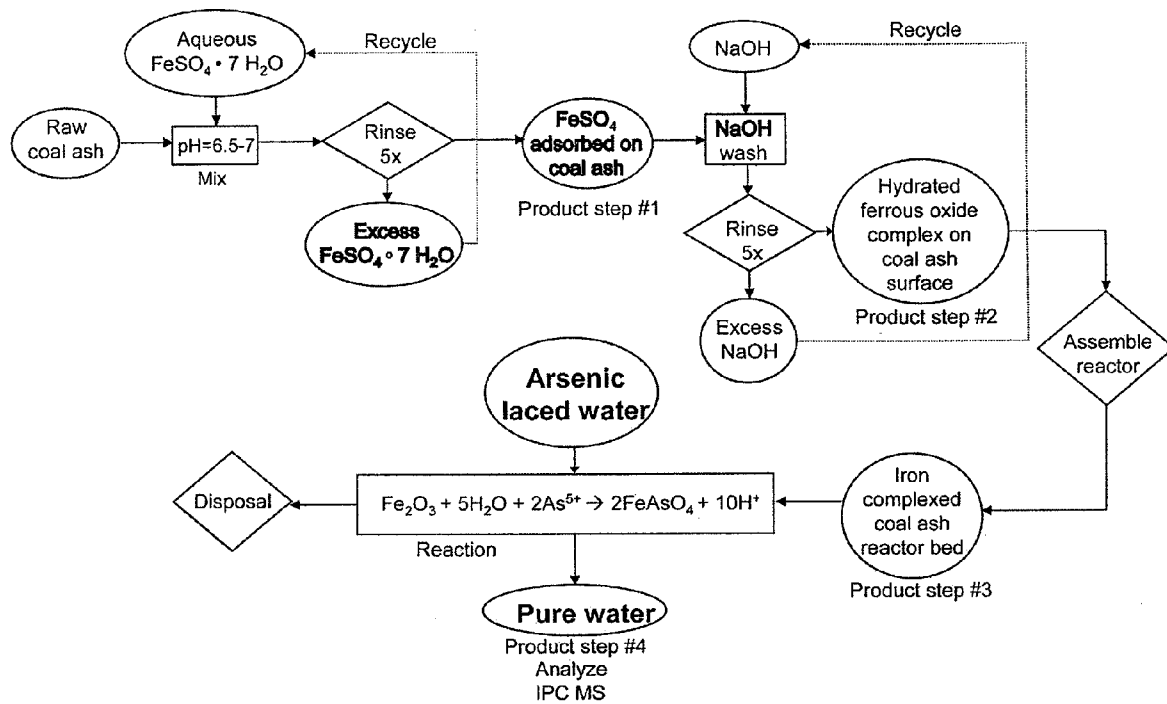 Aqueous
FeSO₄ • 7 H₂O
Recycle
Raw
coal ash
pH=6.5-7
Mix
Rinse
5x
Excess
FeSO₄ ∘ 7 H₂O
FeSO₄
adsorbed on
coal ash
Product step #1
NaOH
Recycle
NaOH
wash
Rinse
5x
Excess
NaOH
Hydrated
ferrous oxide
complex on
coal ash
surface
Product step #2
Assemble
reactor
Iron
complexed
coal ash
reactor bed
Product step #3
Arsenic
laced water
Fe₂O₃ + 5H₂O + 2As⁵⁺ → 2FeAsO₄ + 10H⁺
Reaction
Disposal
Pure water
Product step #4
Analyze
IPC MS